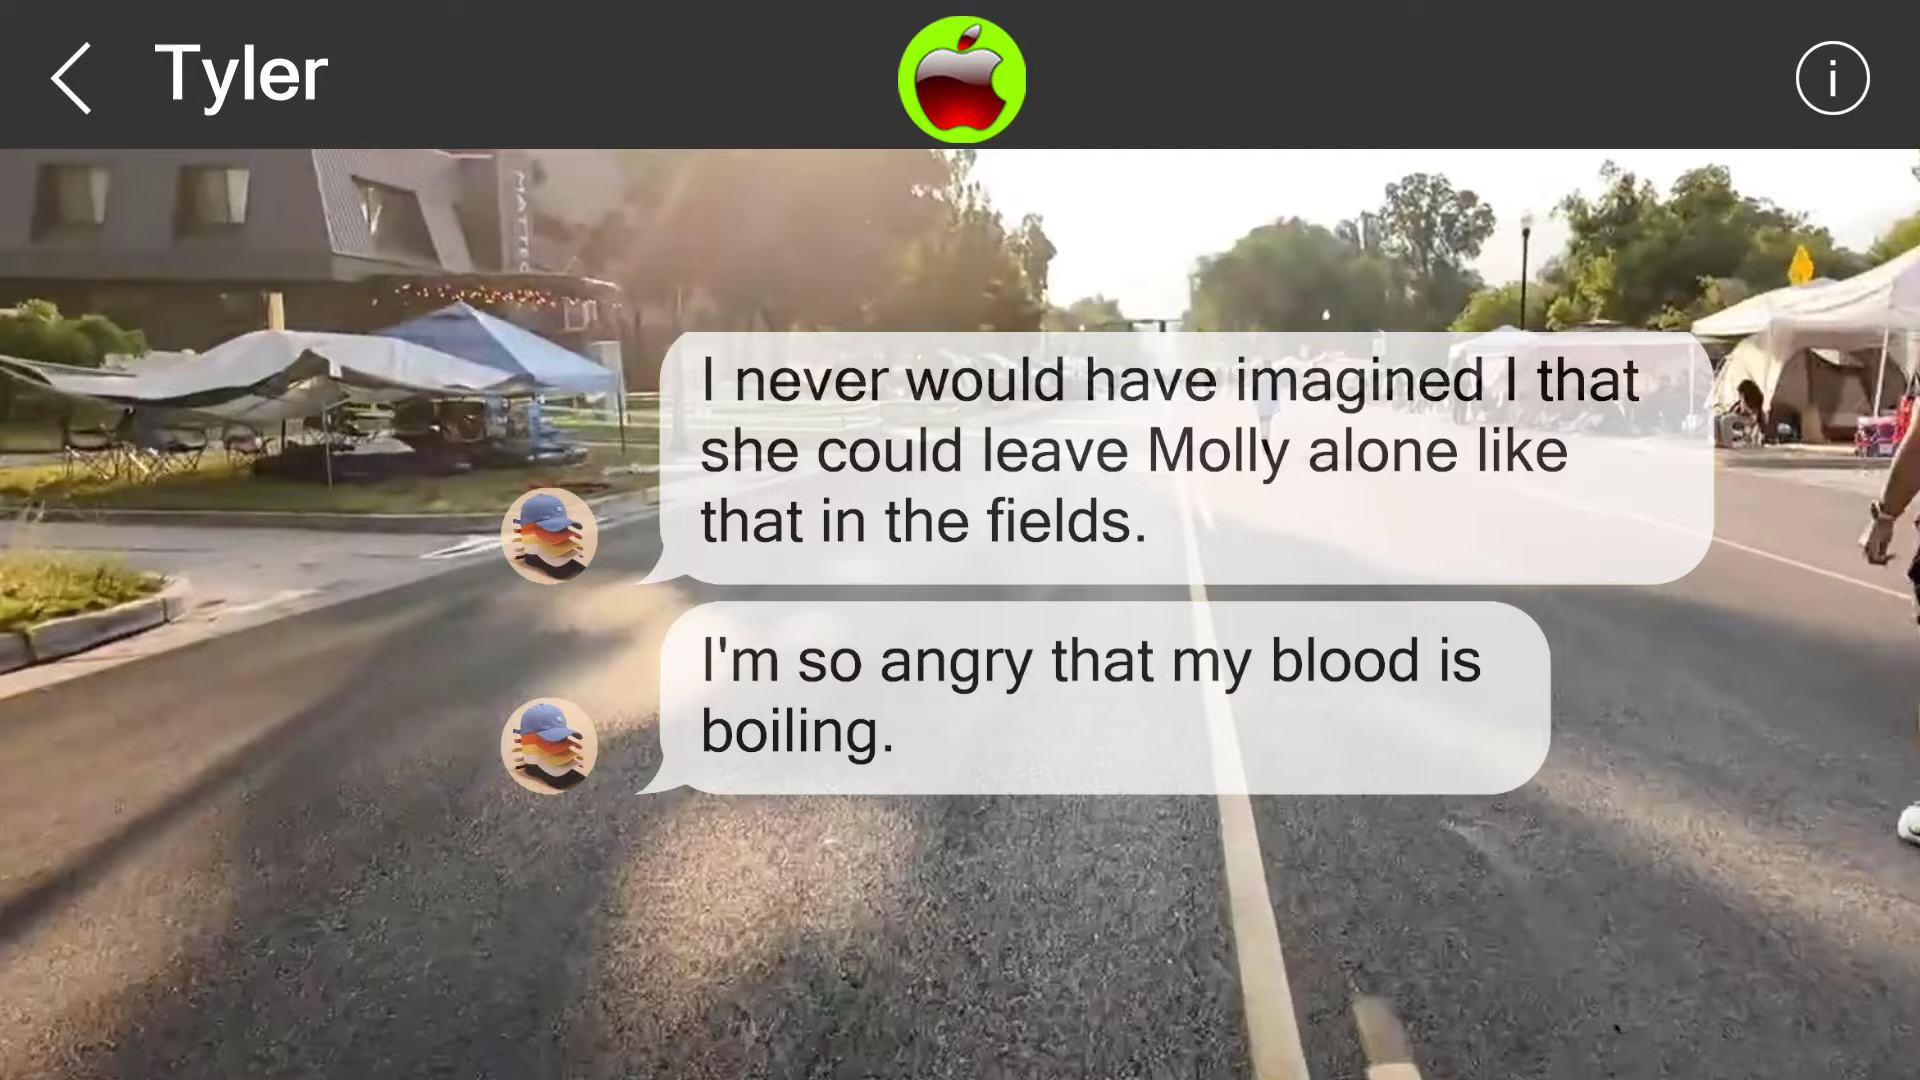 Tyler
I never would have imagined I that
she could leave Molly alone like
that in the fields.
I'm so angry that my blood is
boiling.